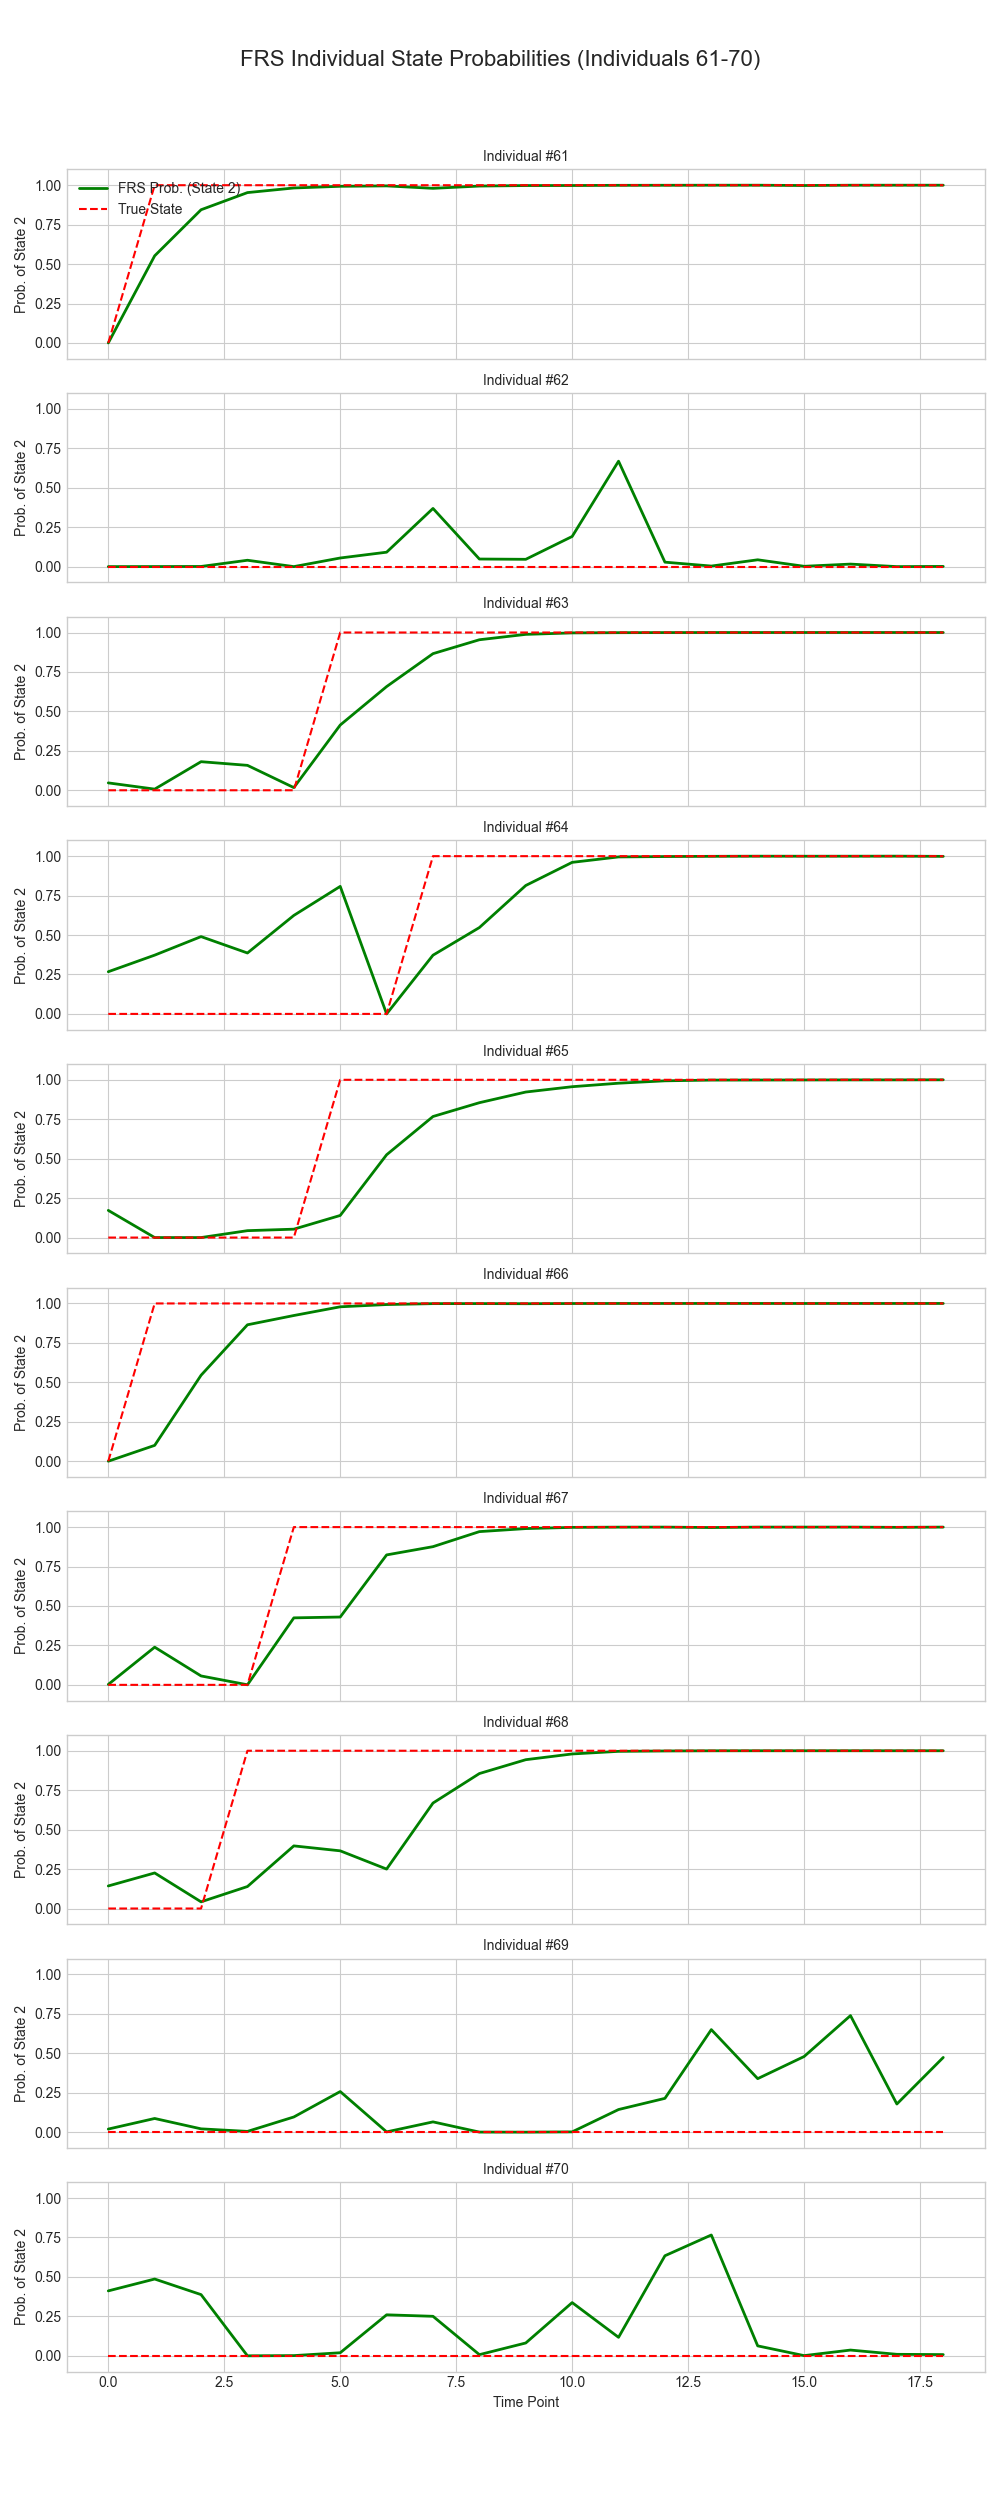 FRS Individual State Probabilities (Individuals 61-70)
Individual #61
Prob. of State 2
1.00
0.75
0.50
0.25
0.00
FRS Prob. (State 2)
True State
Individual #62
Prob. of State 2
1.00
0.75
0.50
0.25
0.00
Individual #63
Prob. of State 2
1.00
0.75
0.50
0.25
0.00
Individual #64
Prob. of State 2
1.00
0.75
0.50
0.25
0.00
Individual #65
Prob. of State 2
1.00
0.75
0.50
0.25
0.00
Individual #66
Prob. of State 2
1.00
0.75
0.50
0.25
0.00
Individual #67
Prob. of State 2
1.00
0.75
0.50
0.25
0.00
Individual #68
Prob. of State 2
1.00
0.75
0.50
0.25
0.00
Individual #69
Prob. of State 2
1.00
0.75
0.50
0.25
0.00
Individual #70
Prob. of State 2
1.00
0.75
0.50
0.25
0.00
0.0 2.5 5.0 7.5 10.0 12.5 15.0 17.5
Time Point